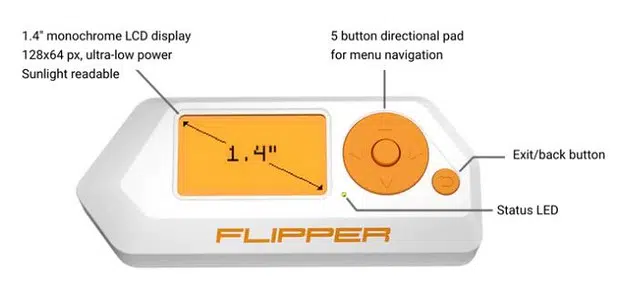 1.4" monochrome LCD display
128x64 px, ultra-low power
Sunlight readable
5 button directional pad
for menu navigation
1.4"
Exit/back button
Status LED
FLIPPER